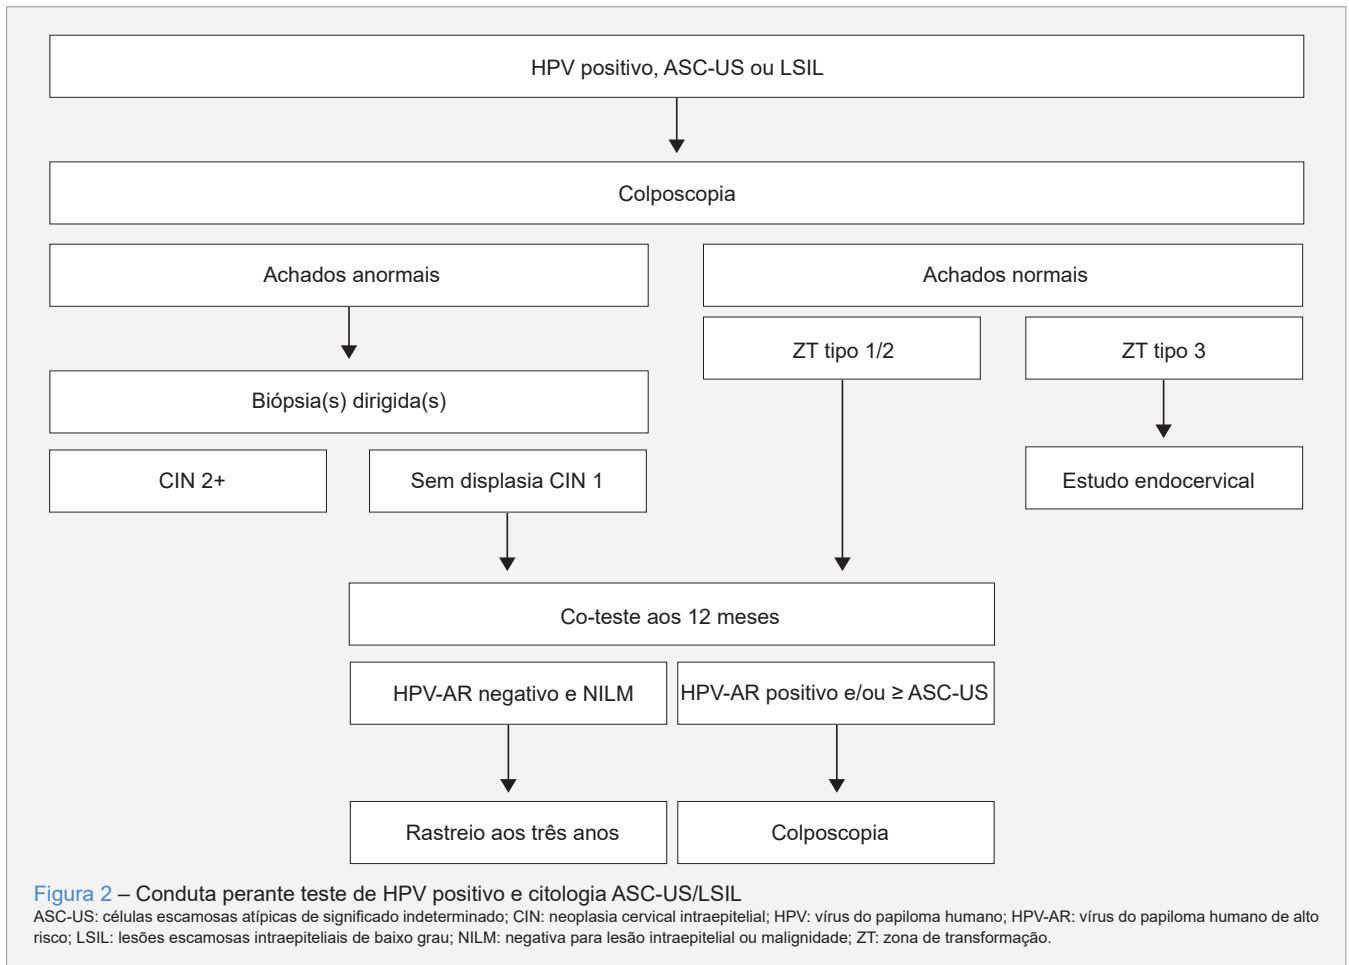 HPV positivo, ASC-US ou LSIL
Colposcopia
Achados anormais
Achados normais
ZT tipo 1/2
ZT tipo 3
Biópsia(s) dirigida(s)
CIN 2+
Sem displasia CIN 1
Estudo endocervical
Co-teste aos 12 meses
HPV-AR negativo e NILM
HPV-AR positivo e/ou ≥ ASC-US
Rastreio aos três anos
Colposcopia
Figura 2 – Conduta perante teste de HPV positivo e citologia ASC-US/LSIL
ASC-US: células escamosas atípicas de significado indeterminado; CIN: neoplasia cervical intraepitelial; HPV: vírus do papiloma humano; HPV-AR: vírus do papiloma humano de alto
risco; LSIL: lesões escamosas intraepiteliais de baixo grau; NILM: negativa para lesão intraepitelial ou malignidade; ZT: zona de transformação.